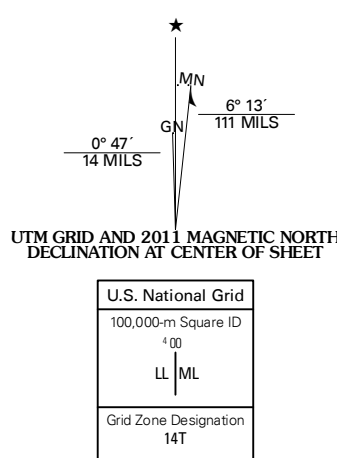 ★
MN
6° 13´
111 MILS
GN
0° 47´
14 MILS
UTM GRID AND 2011 MAGNETIC NORTH
DECLINATION AT CENTER OF SHEET
U.S. National Grid
100,000-m Square ID
4 00
LL ML
Grid Zone Designation
14T